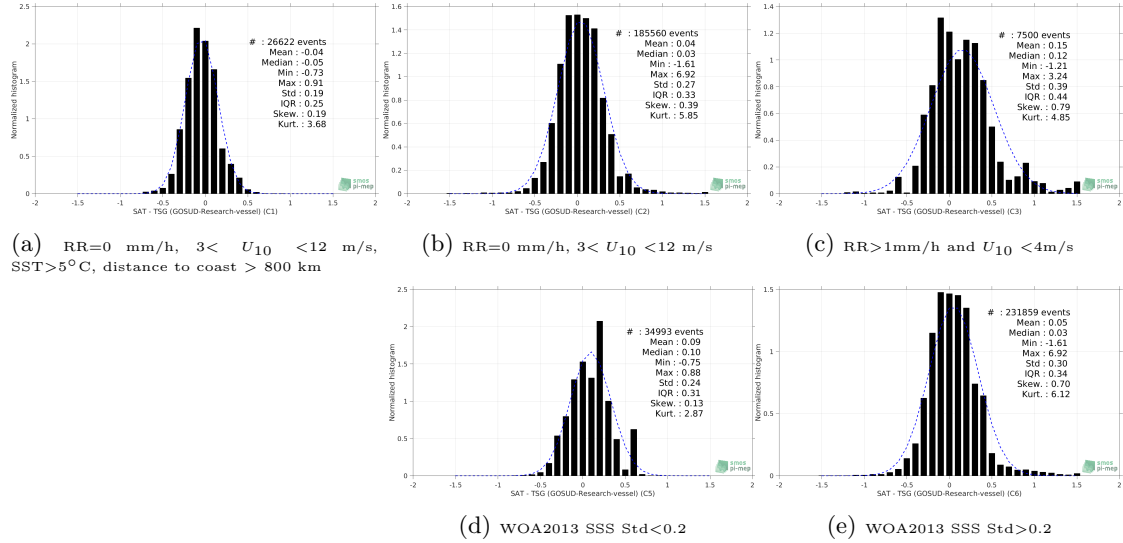 2.5
2
1.5
1
0.5
0
Normalized histogram
# : 26622 events
Mean : -0.04
Median : -0.05
Min : -0.73
Max : 0.91
Std : 0.19
IQR : 0.25
Skew. : 0.19
Kurt. : 3.68
smos
pi-mep
-2 -1.5 -1 -0.5 0 0.5 1 1.5 2
SAT - TSG (GOSUD-Research-vessel) (C1)
(a) RR=0 mm/h, 3< U10 <12 m/s,
SST>5°C, distance to coast > 800 km
1.6
1.4
1.2
1
0.8
0.6
0.4
0.2
0
Normalized histogram
# : 185560 events
Mean : 0.04
Median : 0.03
Min : -1.61
Max : 6.92
Std : 0.27
IQR : 0.33
Skew. : 0.39
Kurt. : 5.85
smos
pi-mep
-2 -1.5 -1 -0.5 0 0.5 1 1.5 2
SAT - TSG (GOSUD-Research-vessel) (C2)
(b) RR=0 mm/h, 3< U10 <12 m/s
1.4
1.2
1
0.8
0.6
0.4
0.2
0
Normalized histogram
# : 7500 events
Mean : 0.15
Median : 0.12
Min : -1.21
Max : 3.24
Std : 0.39
IQR : 0.44
Skew. : 0.79
Kurt. : 4.85
smos
pi-mep
-2 -1.5 -1 -0.5 0 0.5 1 1.5 2
SAT - TSG (GOSUD-Research-vessel) (C3)
(c) RR>1mm/h and U10 <4m/s
2.5
2
1.5
1
0.5
0
Normalized histogram
# : 34993 events
Mean : 0.09
Median : 0.10
Min : -0.75
Max : 0.88
Std : 0.24
IQR : 0.31
Skew. : 0.13
Kurt. : 2.87
smos
pi-mep
-2 -1.5 -1 -0.5 0 0.5 1 1.5 2
SAT - TSG (GOSUD-Research-vessel) (C5)
(d) WOA2013 SSS Std<0.2
1.5
1
0.5
0
Normalized histogram
# : 231859 events
Mean : 0.05
Median : 0.03
Min : -1.61
Max : 6.92
Std : 0.30
IQR : 0.34
Skew. : 0.70
Kurt. : 6.12
smos
pi-mep
-2 -1.5 -1 -0.5 0 0.5 1 1.5 2
SAT - TSG (GOSUD-Research-vessel) (C6)
(e) WOA2013 SSS Std>0.2